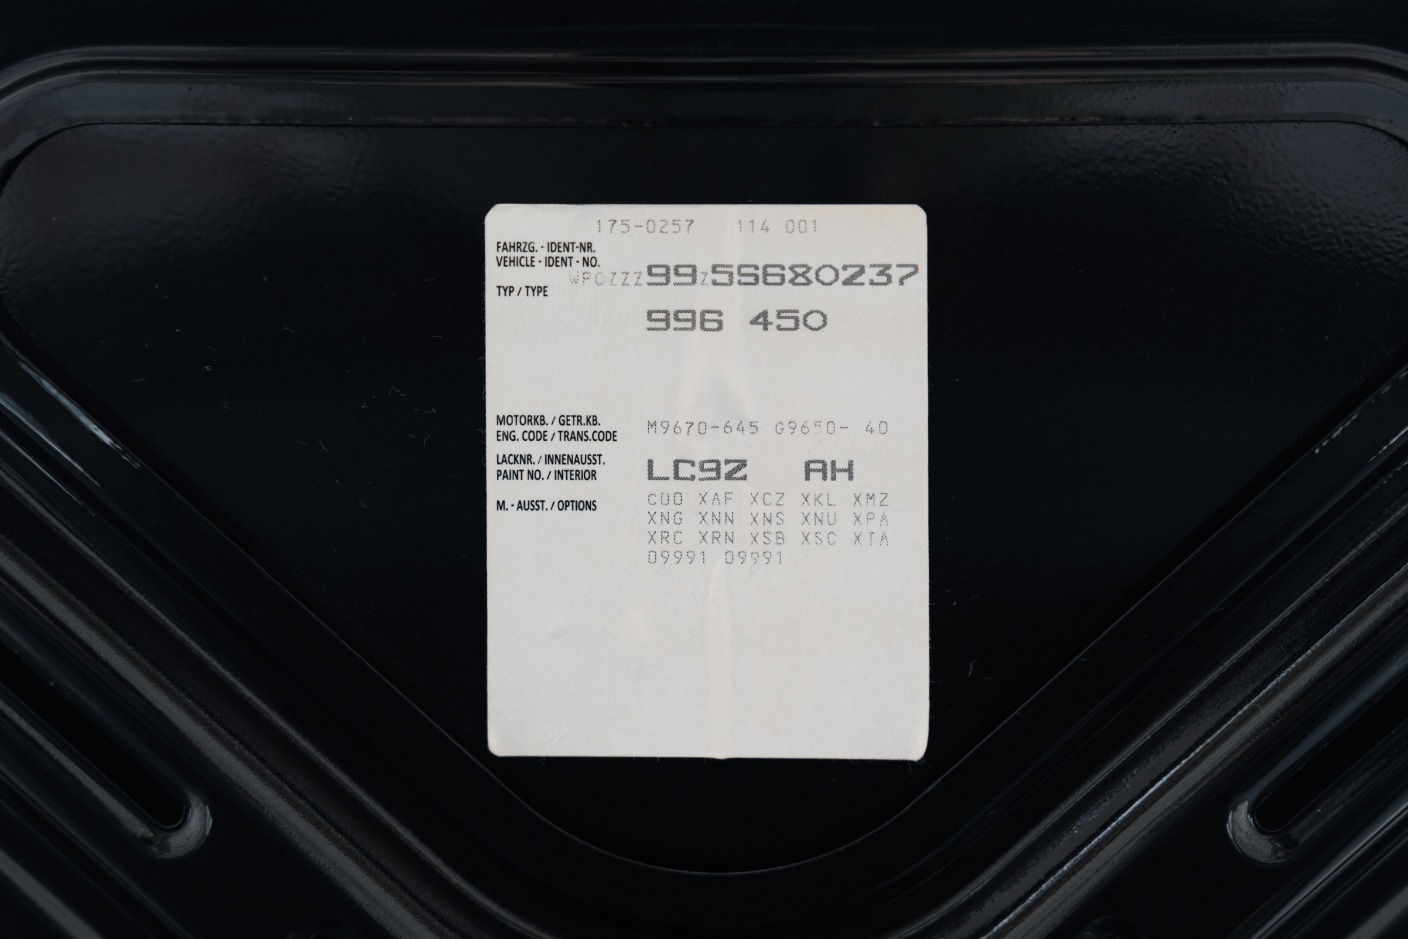 175-0257 114 001
FAHRZG. - IDENT-NR.
VEHICLE - IDENT - NO.
WP0ZZZ99Z5S680237
TYP / TYPE
996 450
MOTORKB. / GETR.KB.
ENG. CODE / TRANS.CODE
M9670-645 G9650- 40
LACKNR. / INNENAUSST.
PAINT NO. / INTERIOR
LC9Z AH
M. - AUSST. / OPTIONS
C00 XAF XCZ XKL XMZ
XNG XNN XNS XNU XPA
XRC XRN XSB XSC XTA
09991 09991